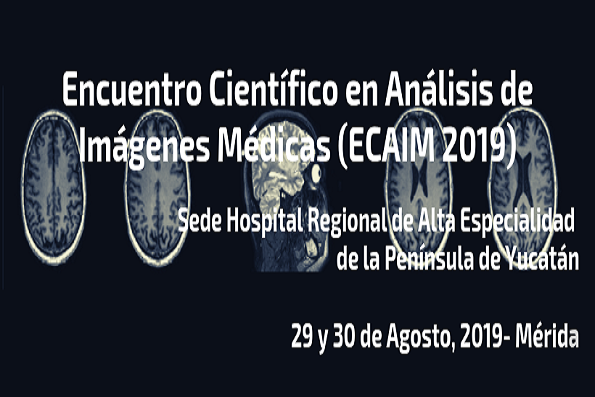 Encuentro Científico en Análisis de
Imágenes Médicas (ECAIM 2019)
Sede Hospital Regional de Alta Especialidad
de la Península de Yucatán
29 y 30 de Agosto, 2019- Mérida